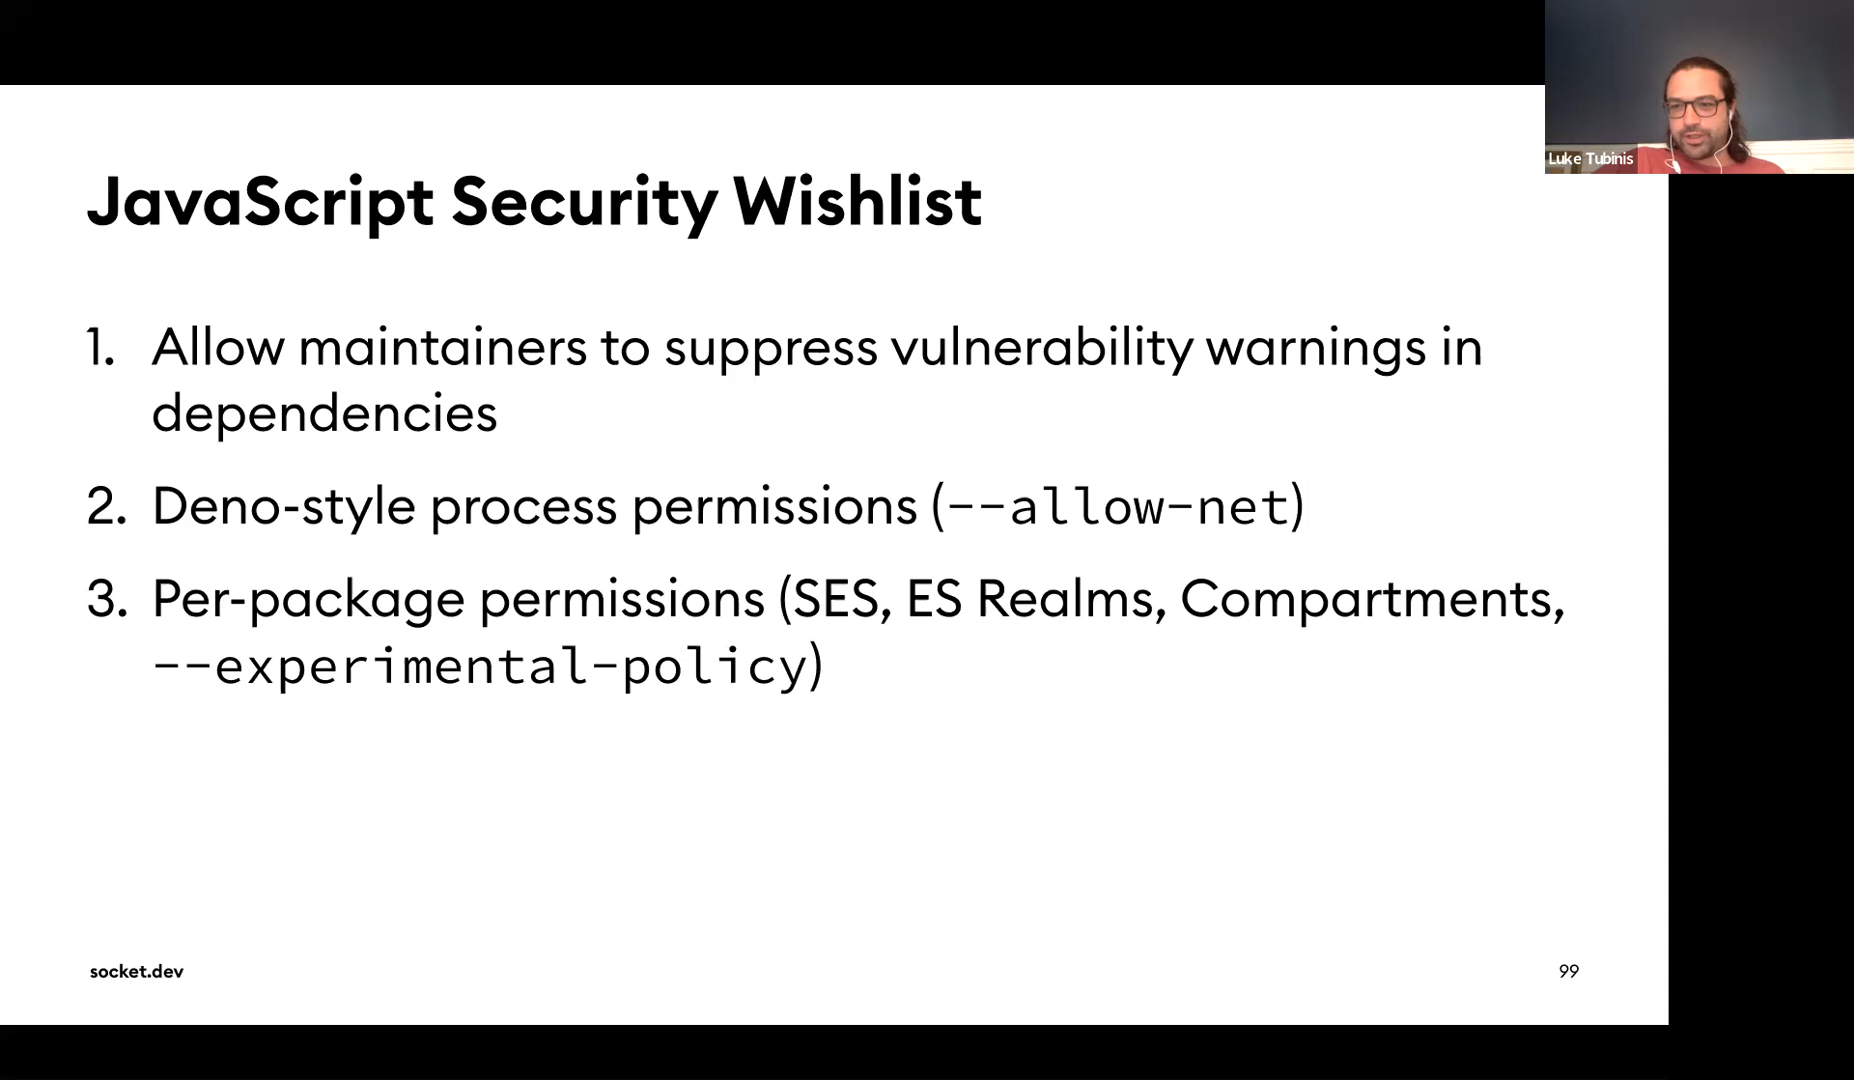 Luke Tubinis
JavaScript Security Wishlist
1. Allow maintainers to suppress vulnerability warnings in
dependencies
2. Deno-style process permissions (--allow-net)
3. Per-package permissions (SES, ES Realms, Compartments,
--experimental-policy)
socket.dev
99